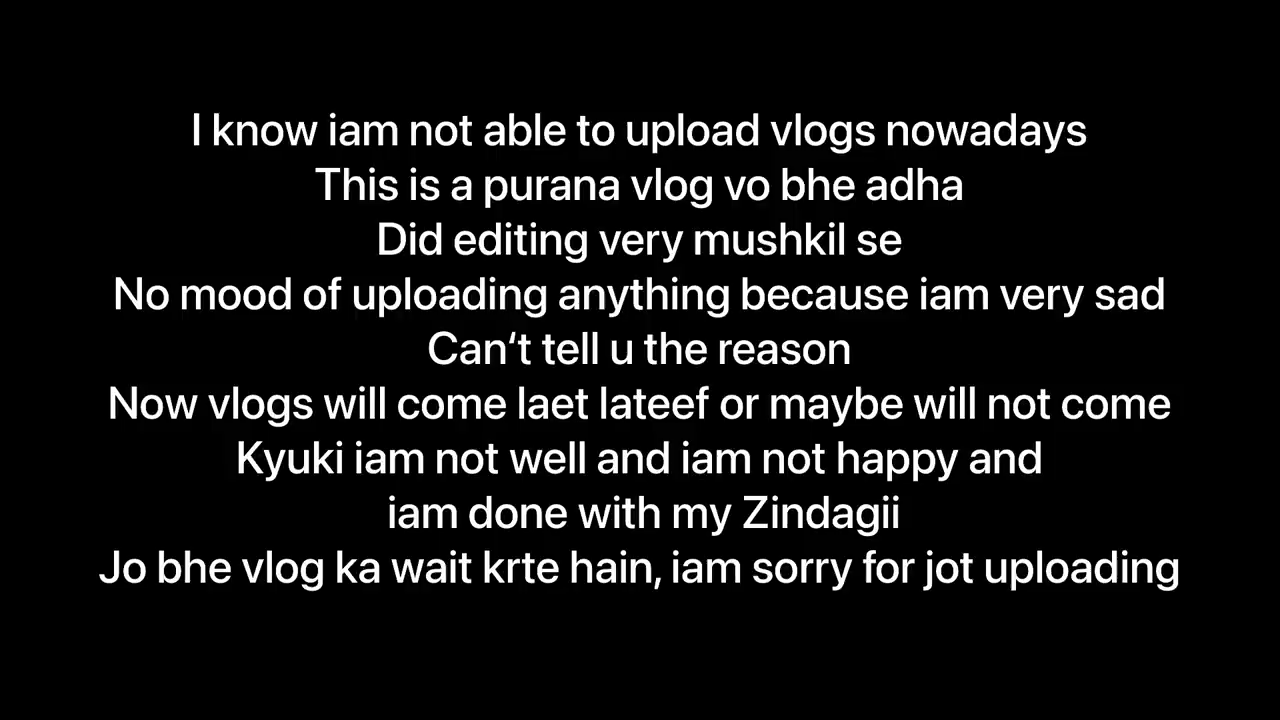 I know iam not able to upload vlogs nowadays
This is a purana vlog vo bhe adha
Did editing very mushkil se
No mood of uploading anything because iam very sad
Can‘t tell u the reason
Now vlogs will come laet lateef or maybe will not come
Kyuki iam not well and iam not happy and
iam done with my Zindagii
Jo bhe vlog ka wait krte hain, iam sorry for jot uploading